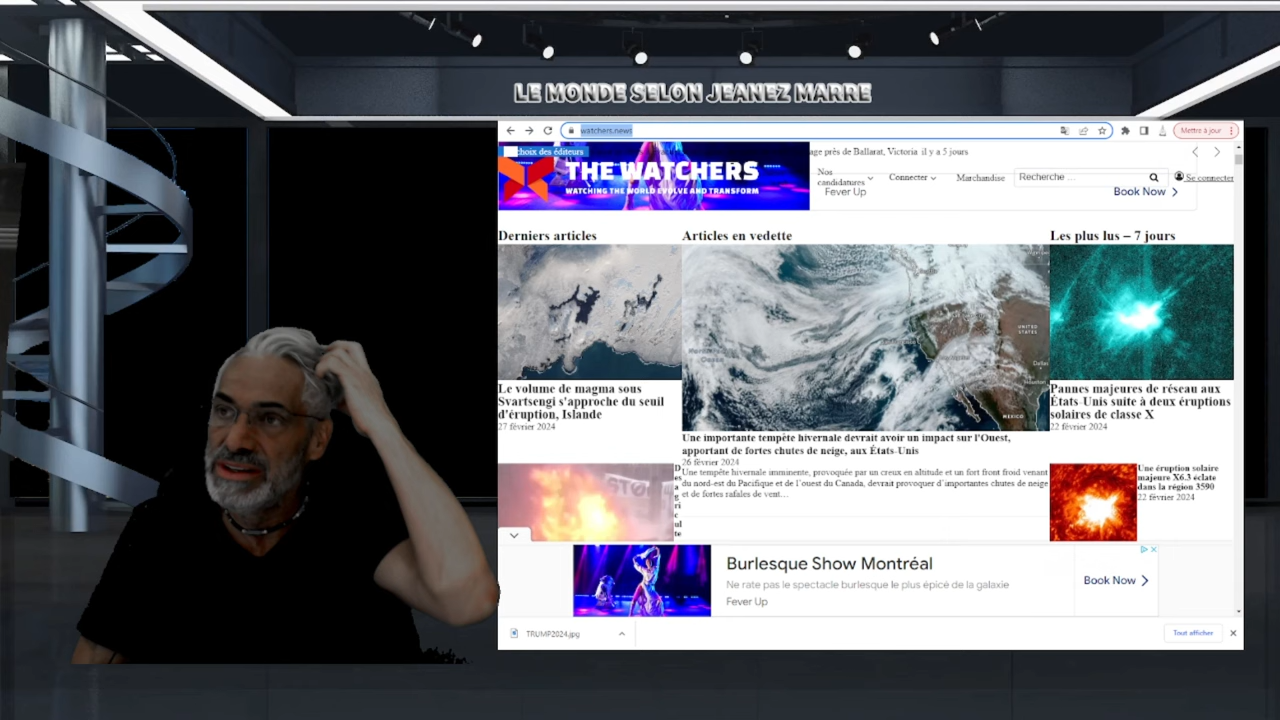 LE MONDE SELON JEANEZ MARRE
watchers.news
Mettre à jour
choix des éditeurs
age près de Ballarat, Victoria il y a 5 jours
THE WATCHERS
WATCHING THE WORLD EVOLVE AND TRANSFORM
Nos
candidatures
Connecter
Marchandise
Recherche ...
Se connecter
Fever Up
Book Now
Derniers articles
Articles en vedette
Les plus lus – 7 jours
UNITED
STATES
MEXICO
Le volume de magma sous
Svartsengi s'approche du seuil
d'éruption, Islande
27 février 2024
Une importante tempête hivernale devrait avoir un impact sur l'Ouest,
apportant de fortes chutes de neige, aux États-Unis
26 février 2024
Une tempête hivernale imminente, provoquée par un creux en altitude et un fort front froid venant
du nord-est du Pacifique et de l'ouest du Canada, devrait provoquer d'importantes chutes de neige
et de fortes rafales de vent…
Pannes majeures de réseau aux
États-Unis suite à deux éruptions
solaires de classe X
22 février 2024
Une éruption solaire
majeure X6.3 éclate
dans la région 3590
22 février 2024
D
es
a
g
ri
c
ul
te
Burlesque Show Montréal
Ne rate pas le spectacle burlesque le plus épicé de la galaxie
Fever Up
Book Now
TRUMP2024.jpg
Tout afficher